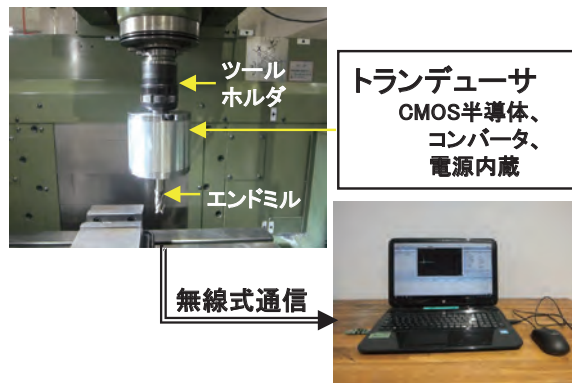 ツール
ホルダ
トランデューサ
CMOS半導体、
コンバータ、
電源内蔵
エンドミル
無線式通信